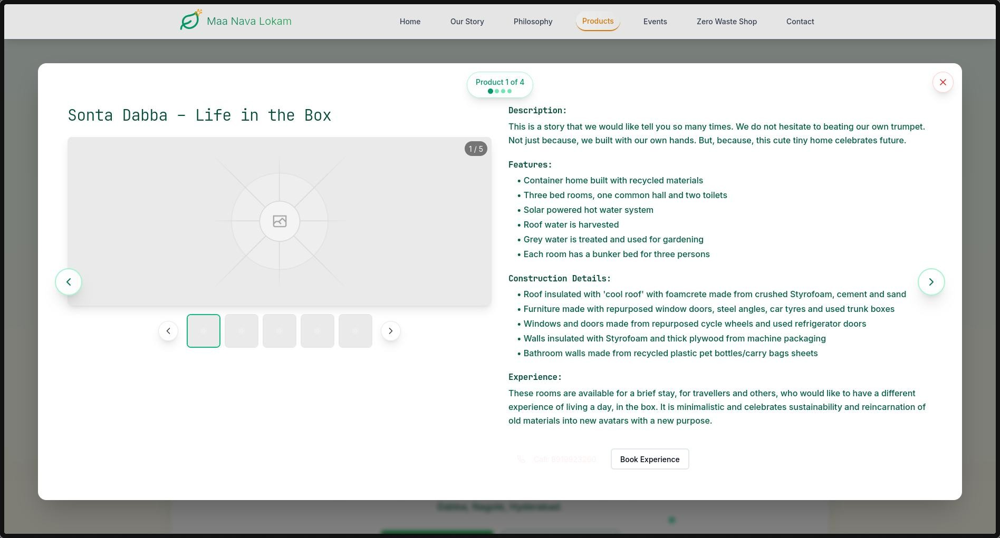 Maa Nava Lokam
Home
Our Story
Philosophy
Products
Events
Zero Waste Shop
Contact
Product 1 of 4
Sonta Dabba – Life in the Box
1 / 5
Description:
This is a story that we would like tell you so many times. We do not hesitate to beating our own trumpet.
Not just because, we built with our own hands. But, because, this cute tiny home celebrates future.
Features:
• Container home built with recycled materials
• Three bed rooms, one common hall and two toilets
• Solar powered hot water system
• Roof water is harvested
• Grey water is treated and used for gardening
• Each room has a bunker bed for three persons
Construction Details:
• Roof insulated with 'cool roof' with foamcrete made from crushed Styrofoam, cement and sand
• Furniture made with repurposed window doors, steel angles, car tyres and used trunk boxes
• Windows and doors made from repurposed cycle wheels and used refrigerator doors
• Walls insulated with Styrofoam and thick plywood from machine packaging
• Bathroom walls made from recycled plastic pet bottles/carry bags sheets
Experience:
These rooms are available for a brief stay, for travellers and others, who would like to have a different
experience of living a day, in the box. It is minimalistic and celebrates sustainability and reincarnation of
old materials into new avatars with a new purpose.
Call: 8919923260
Book Experience
Dabba, Nagole, Hyderabad